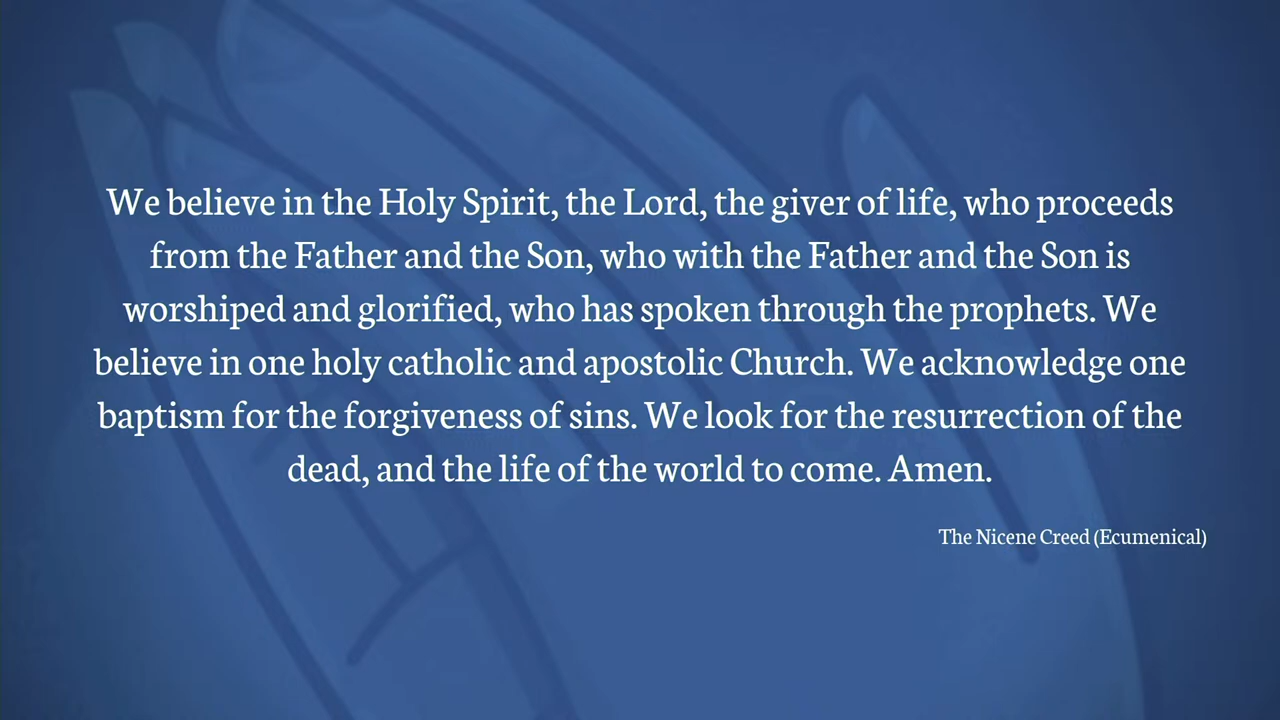 We believe in the Holy Spirit, the Lord, the giver of life, who proceeds
from the Father and the Son, who with the Father and the Son is
worshiped and glorified, who has spoken through the prophets. We
believe in one holy catholic and apostolic Church. We acknowledge one
baptism for the forgiveness of sins. We look for the resurrection of the
dead, and the life of the world to come. Amen.
The Nicene Creed (Ecumenical)